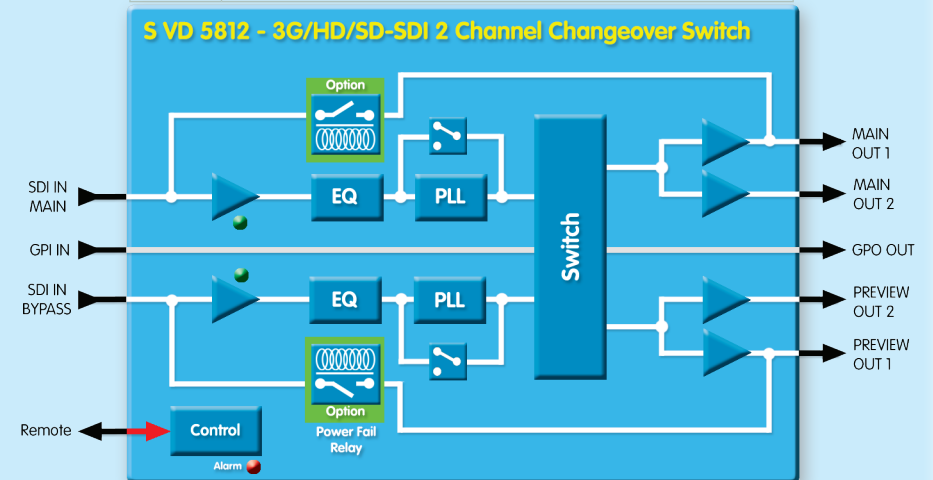 S VD 5812 - 3G/HD/SD-SDI 2 Channel Changeover Switch
Option
MAIN
OUT 1
SDI IN
MAIN
EQ
PLL
MAIN
OUT 2
Switch
GPI IN
GPO OUT
SDI IN
BYPASS
EQ
PLL
PREVIEW
OUT 2
PREVIEW
OUT 1
Option
Power Fail
Relay
Remote
Control
Alarm